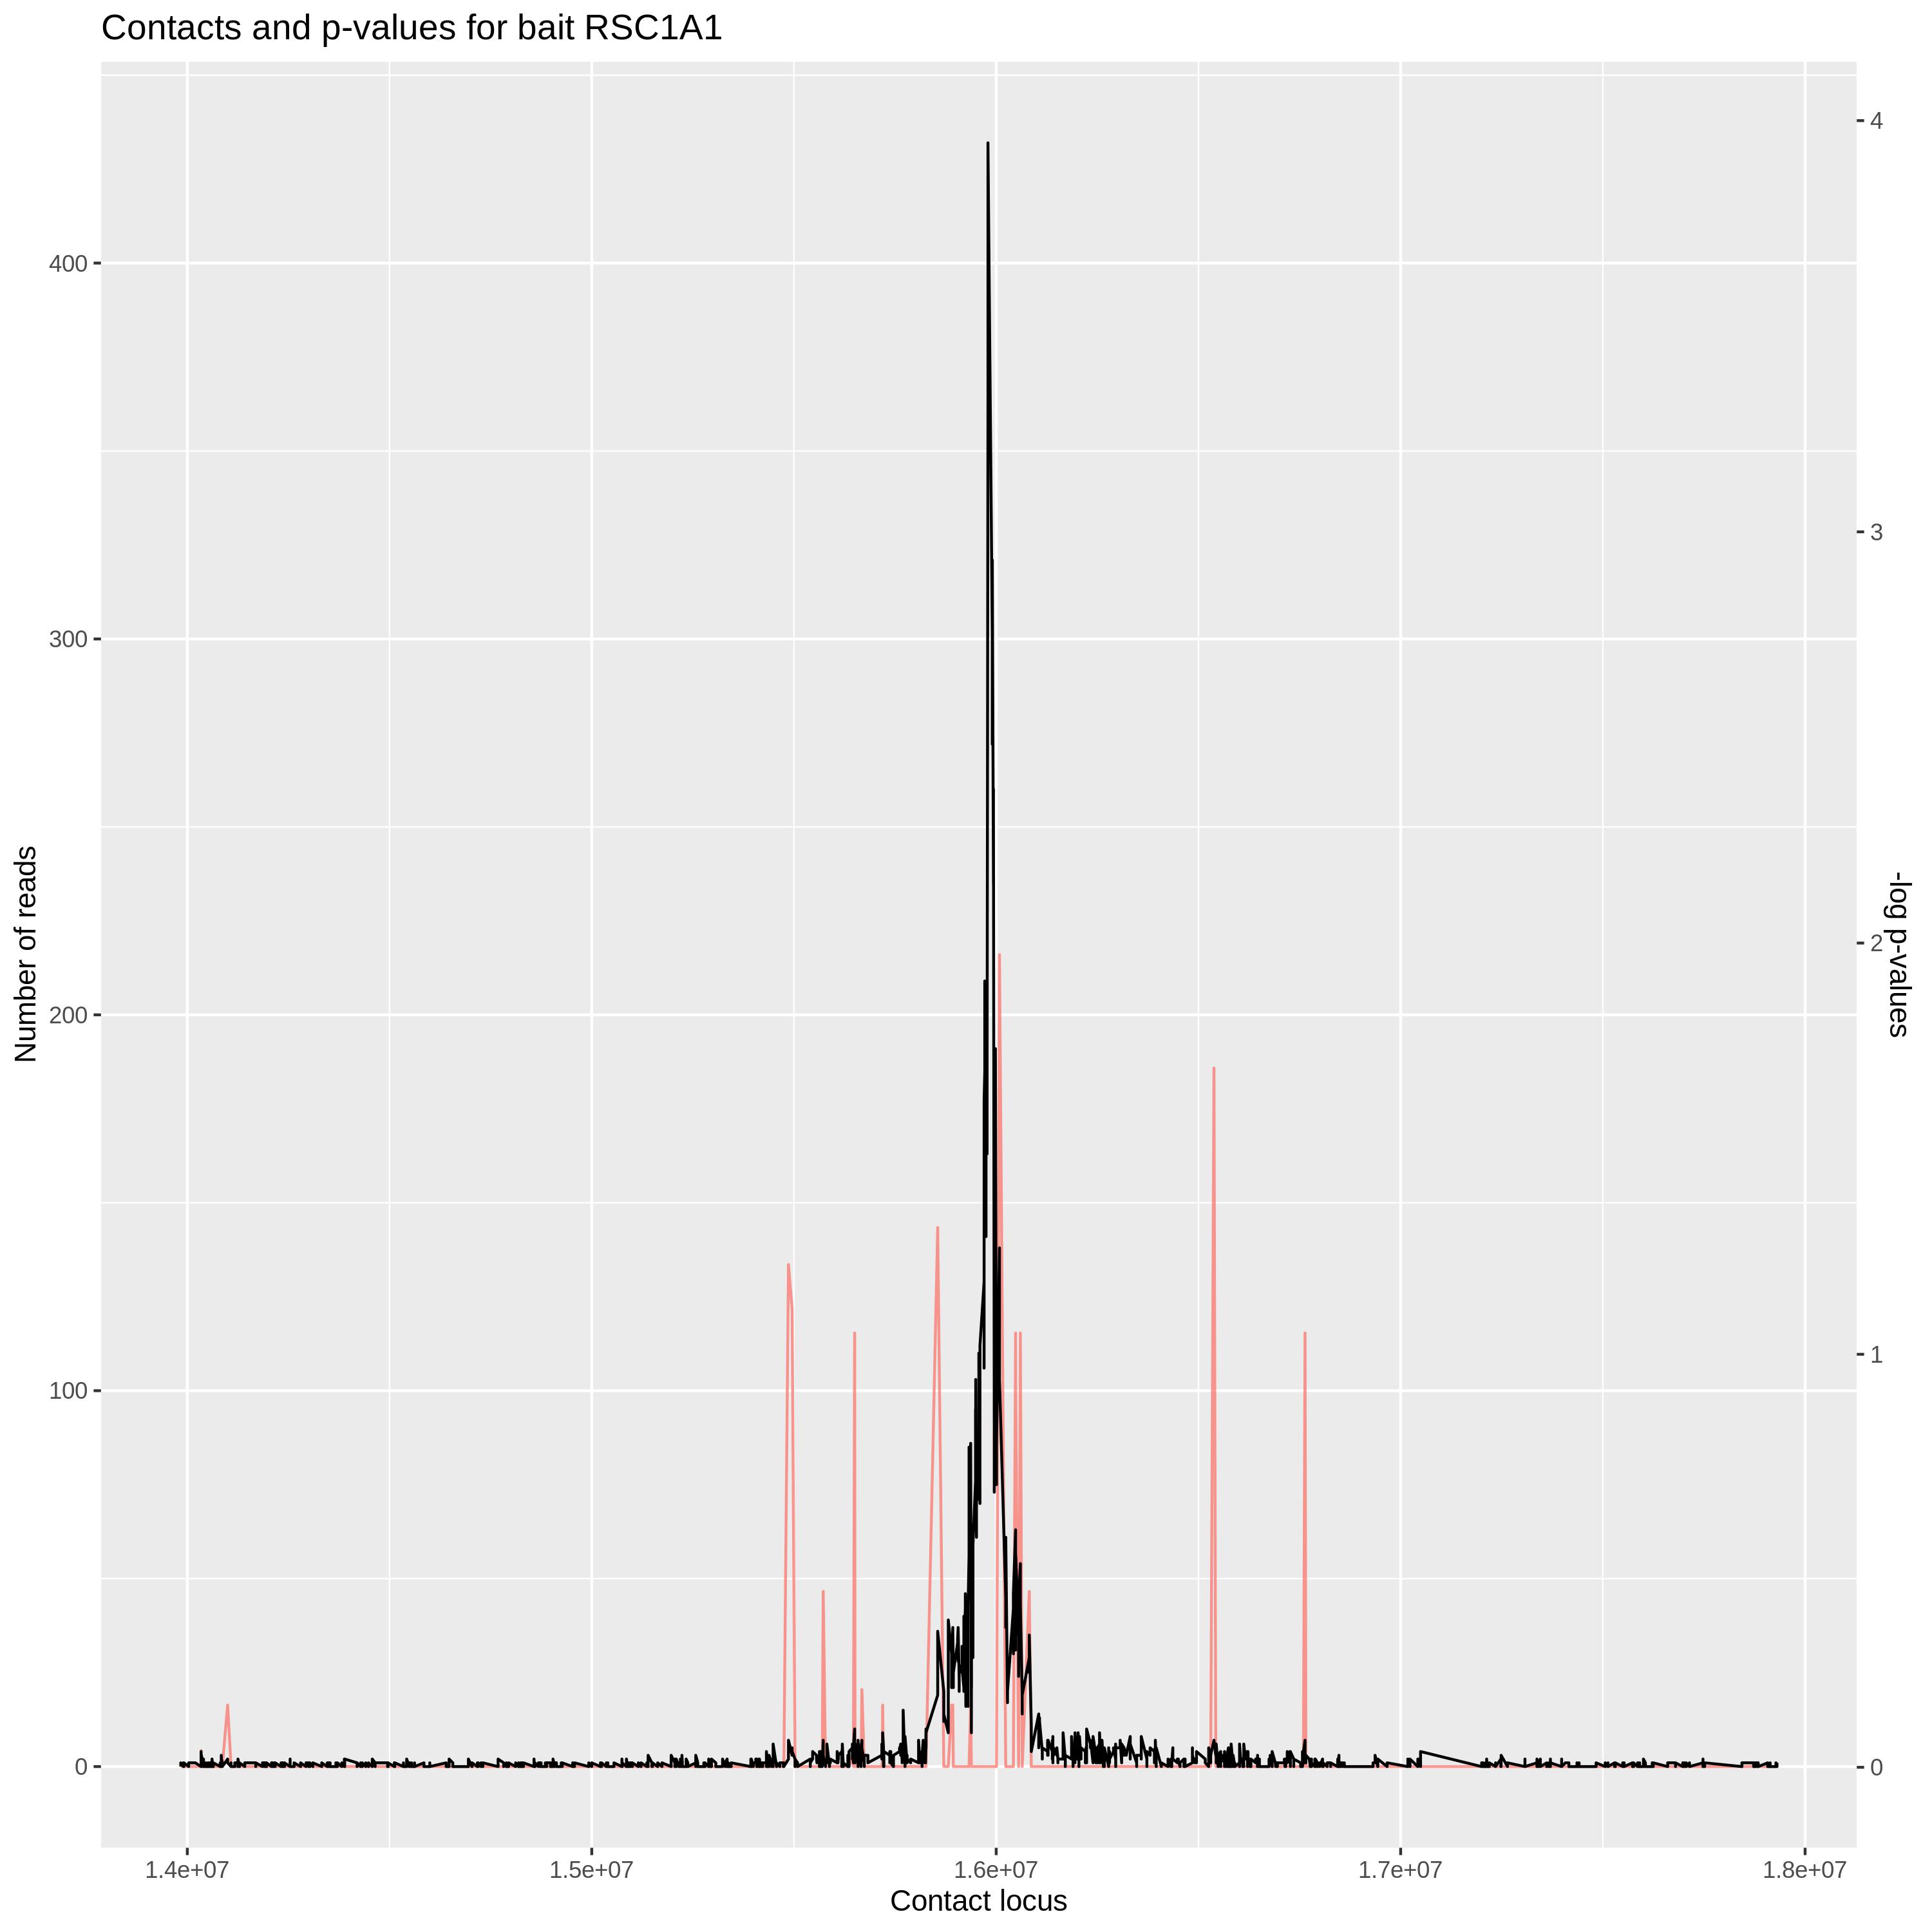 Contacts and p-values for bait RSC1A1
Number of reads
400
300
200
100
0
4
3
2
1
0
-log p-values
1.4e+07 1.5e+07 1.6e+07 1.7e+07 1.8e+07
Contact locus